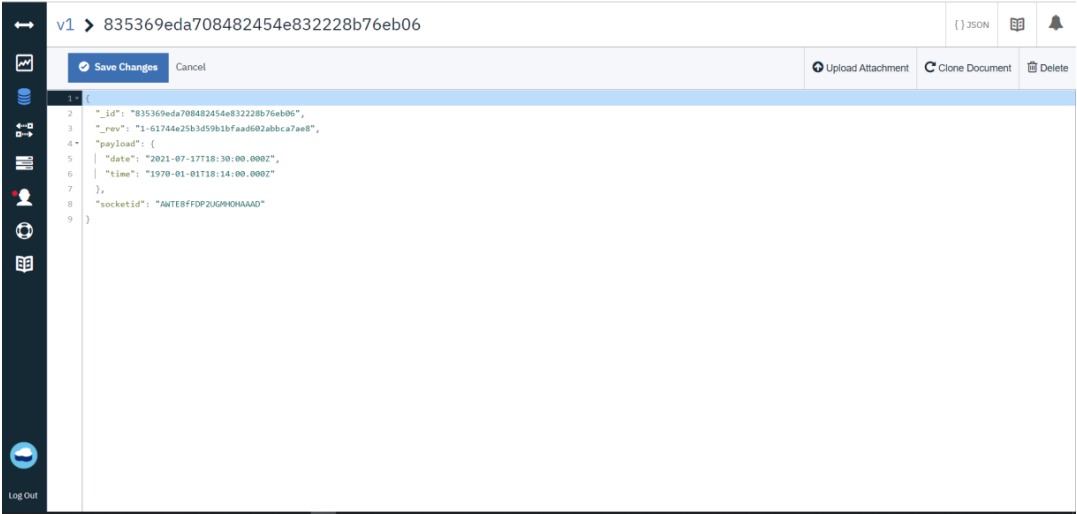 v1 > 835369eda708482454e832228b76eb06
{ } JSON
Save Changes Cancel
Upload Attachment Clone Document Delete
1 {
2 "_id": "835369eda708482454e832228b76eb06",
3 "_rev": "1-61744e25b3d59b1bfaad602abbca7ae8",
4 "payload": {
5 "date": "2021-07-17T18:30:00.000Z",
6 "time": "1970-01-01T18:14:00.000Z"
7 },
8 "socketid": "AWTE8fFDP2UGMHOHAAAD"
9 }
Log Out